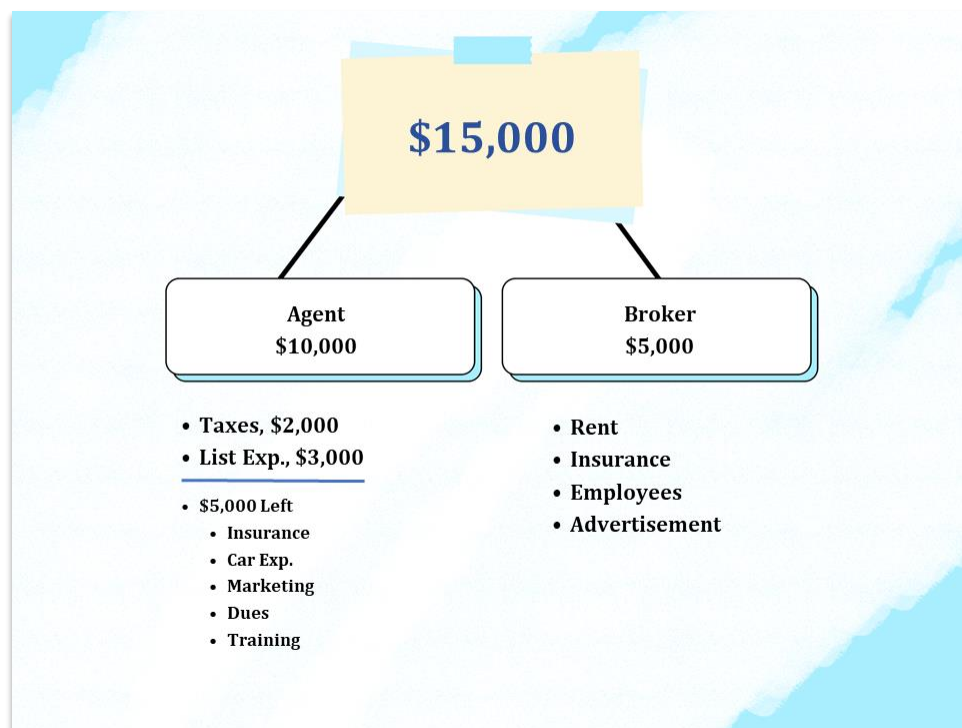 $15,000
Agent
$10,000
Broker
$5,000
• Taxes, $2,000
• List Exp., $3,000
• $5,000 Left
• Insurance
• Car Exp.
• Marketing
• Dues
• Training
• Rent
• Insurance
• Employees
• Advertisement